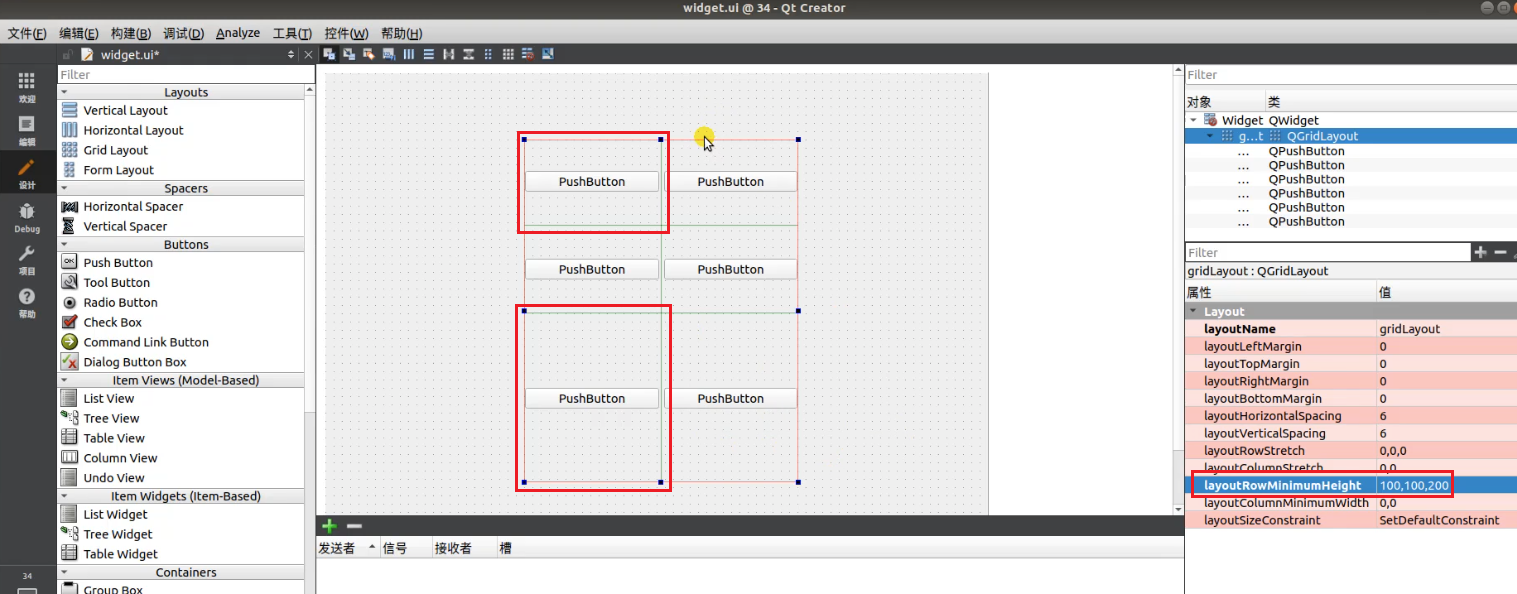 widget.ui @ 34 - Qt Creator
文件(F) 编辑(E) 构建(B) 调试(D) Analyze 工具(T) 控件(W) 帮助(H)
widget.ui*
欢迎
编辑
设计
Debug
项目
帮助
34
Filter
Layouts
Vertical Layout
Horizontal Layout
Grid Layout
Form Layout
Spacers
Horizontal Spacer
Vertical Spacer
Buttons
Push Button
Tool Button
Radio Button
Check Box
Command Link Button
Dialog Button Box
Item Views (Model-Based)
List View
Tree View
Table View
Column View
Undo View
Item Widgets (Item-Based)
List Widget
Tree Widget
Table Widget
Containers
Group Box
PushButton PushButton
PushButton PushButton
PushButton PushButton
发送者 信号 接收者 槽
Filter
对象 类
Widget QWidget
g...t QGridLayout
... QPushButton
... QPushButton
... QPushButton
... QPushButton
... QPushButton
... QPushButton
Filter
gridLayout : QGridLayout
属性 值
Layout
layoutName gridLayout
layoutLeftMargin 0
layoutTopMargin 0
layoutRightMargin 0
layoutBottomMargin 0
layoutHorizontalSpacing 6
layoutVerticalSpacing 6
layoutRowStretch 0,0,0
layoutColumnStretch 0,0
layoutRowMinimumHeight 100,100,200
layoutColumnMinimumWidth 0,0
layoutSizeConstraint SetDefaultConstraint